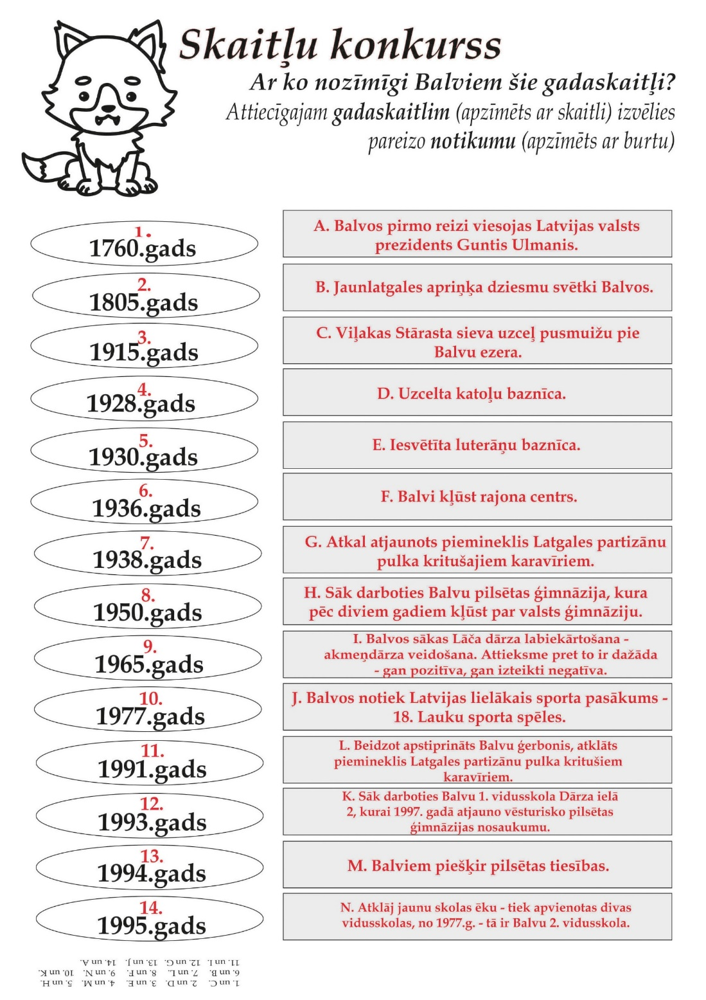 Skaitļu konkurss
Ar ko nozīmīgi Balviem šie gadaskaitļi?
Attiecīgajam gadaskaitlim (apzīmēts ar skaitli) izvēlies
pareizo notikumu (apzīmēts ar burtu)
1.
1760.gads
2.
1805.gads
3.
1915.gads
4.
1928.gads
5.
1930.gads
6.
1936.gads
7.
1938.gads
8.
1950.gads
9.
1965.gads
10.
1977.gads
11.
1991.gads
12.
1993.gads
13.
1994.gads
14.
1995.gads
A. Balvos pirmo reizi viesojas Latvijas valsts
prezidents Guntis Ulmanis.
B. Jaunlatgales apriņķa dziesmu svētki Balvos.
C. Viļakas Stārasta sieva uzceļ pusmuižu pie
Balvu ezera.
D. Uzcelta katoļu baznīca.
E. Iesvētīta luterāņu baznīca.
F. Balvi kļūst rajona centrs.
G. Atkal atjaunots piemineklis Latgales partizānu
pulka kritušajiem karavīriem.
H. Sāk darboties Balvu pilsētas ģimnāzija, kura
pēc diviem gadiem kļūst par valsts ģimnāziju.
I. Balvos sākas Lāča dārza labiekārtošana -
akmeņdārza veidošana. Attieksme pret to ir dažāda
- gan pozitīva, gan izteikti negatīva.
J. Balvos notiek Latvijas lielākais sporta pasākums -
18. Lauku sporta spēles.
L. Beidzot apstiprināts Balvu ģerbonis, atklāts
piemineklis Latgales partizānu pulka kritušiem
karavīriem.
K. Sāk darboties Balvu 1. vidusskola Dārza ielā
2, kurai 1997. gadā atjauno vēsturisko pilsētas
ģimnāzijas nosaukumu.
M. Balviem piešķir pilsētas tiesības.
N. Atklāj jaunu skolas ēku - tiek apvienotas divas
vidusskolas, no 1977.g. - tā ir Balvu 2. vidusskola.
1. un C. 2. un D. 3. un E. 4. un M. 5. un H.
6. un B. 7. un L. 8. un F. 9. un N. 10. un K.
11. un I. 12. un G. 13. un J. 14. un A.